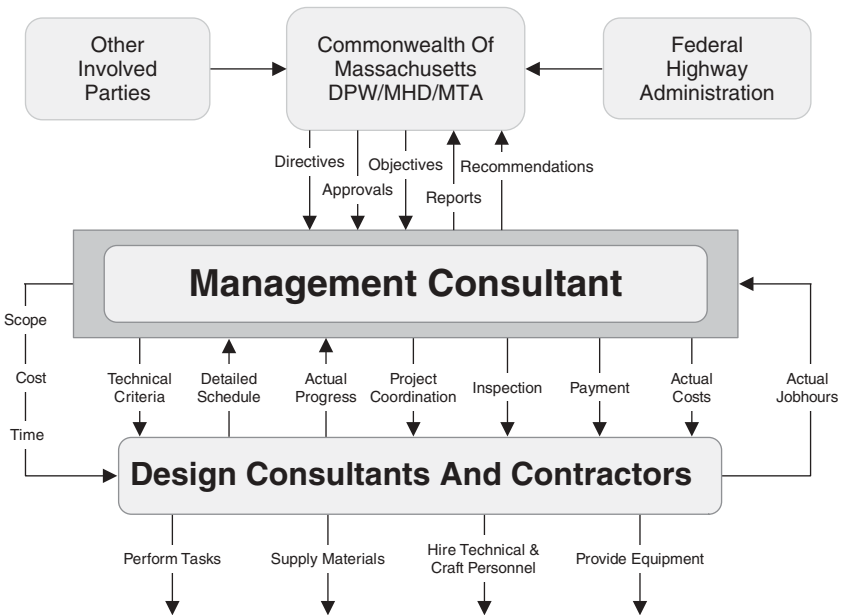 Other
Involved
Parties
Commonwealth Of
Massachusetts
DPW/MHD/MTA
Federal
Highway
Administration
Directives
Approvals
Objectives
Reports
Recommendations
Management Consultant
Scope
Cost
Time
Technical
Criteria
Detailed
Schedule
Actual
Progress
Project
Coordination
Inspection
Payment
Actual
Costs
Actual
Jobhours
Design Consultants And Contractors
Perform Tasks
Supply Materials
Hire Technical &
Craft Personnel
Provide Equipment